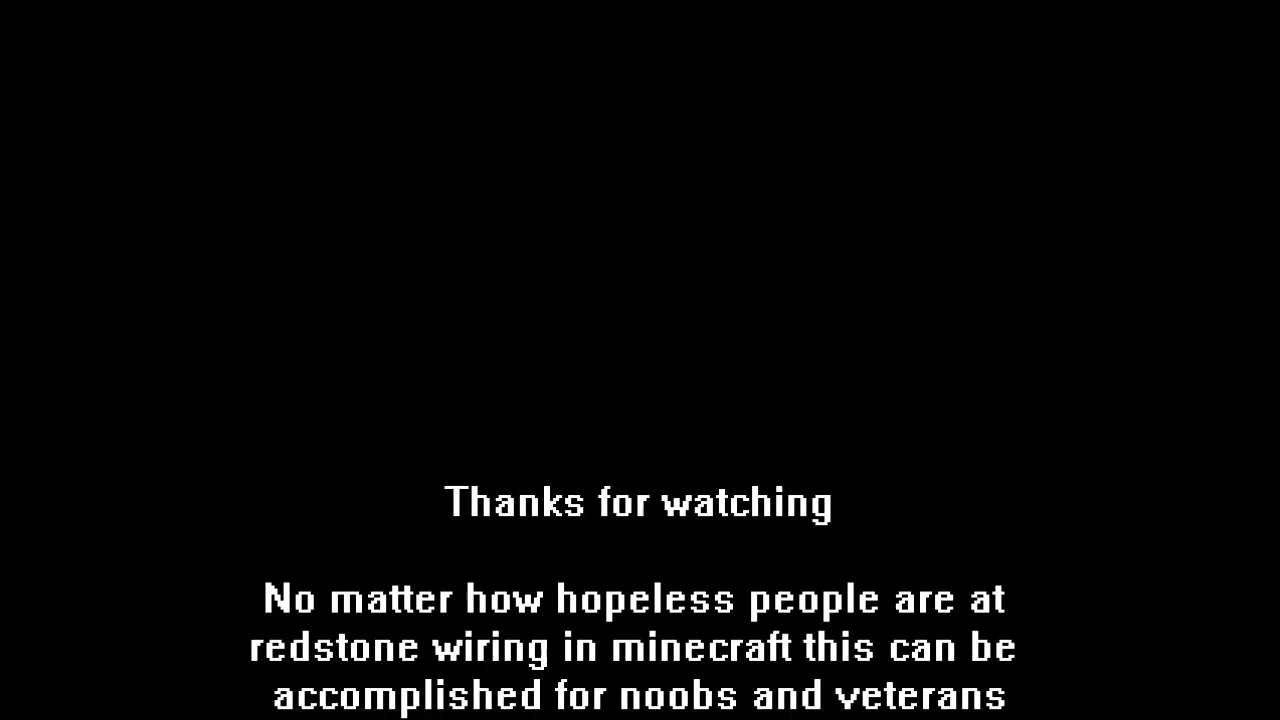 Thanks for watching
No matter how hopeless people are at
redstone wiring in minecraft this can be
accomplished for noobs and veterans